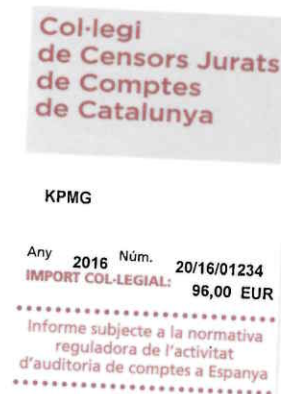 Col·legi
de Censors Jurats
de Comptes
de Catalunya
KPMG
Any 2016 Núm. 20/16/01234
IMPORT COL·LEGIAL: 96,00 EUR
Informe subjecte a la normativa
reguladora de l'activitat
d'auditoria de comptes a Espanya